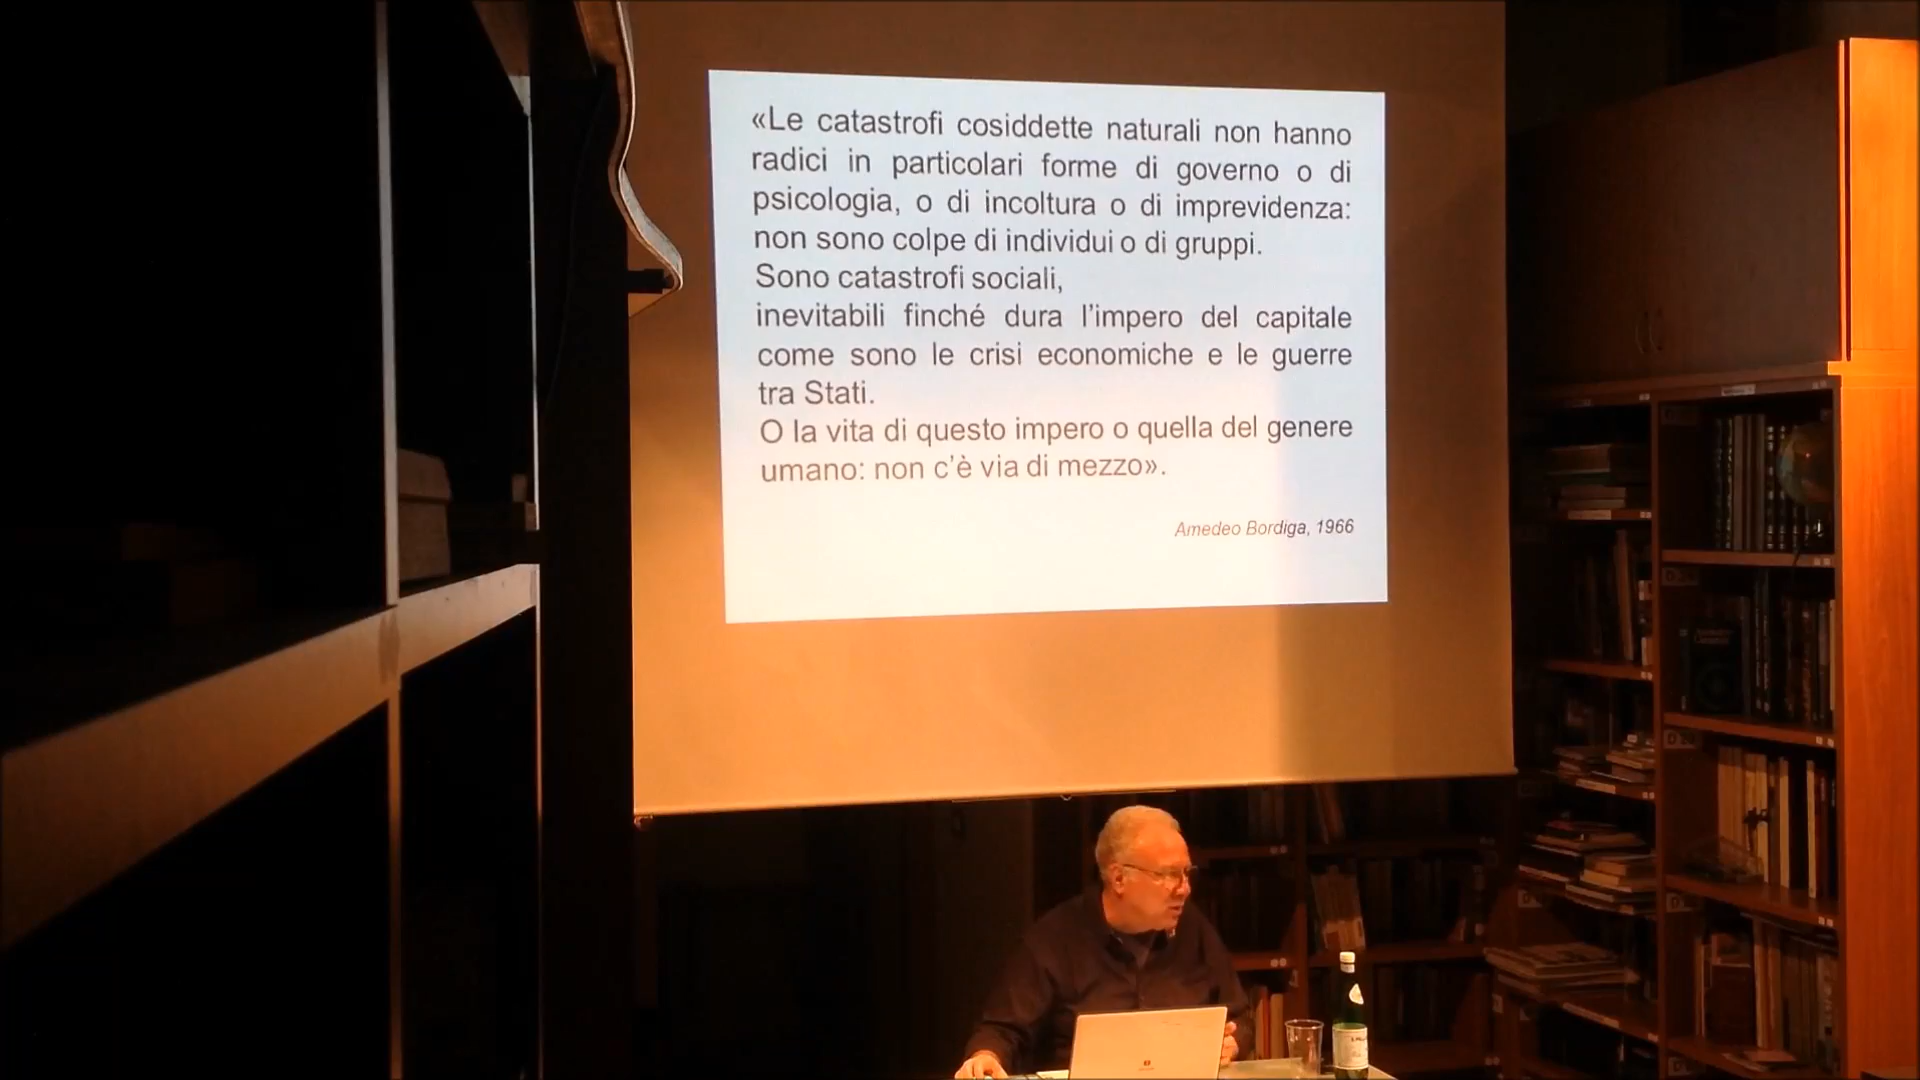 «Le catastrofi cosiddette naturali non hanno
radici in particolari forme di governo o di
psicologia, o di incoltura o di imprevidenza:
non sono colpe di individui o di gruppi.
Sono catastrofi sociali,
inevitabili finché dura l’impero del capitale
come sono le crisi economiche e le guerre
tra Stati.
O la vita di questo impero o quella del genere
umano: non c’è via di mezzo».
Amedeo Bordiga, 1966